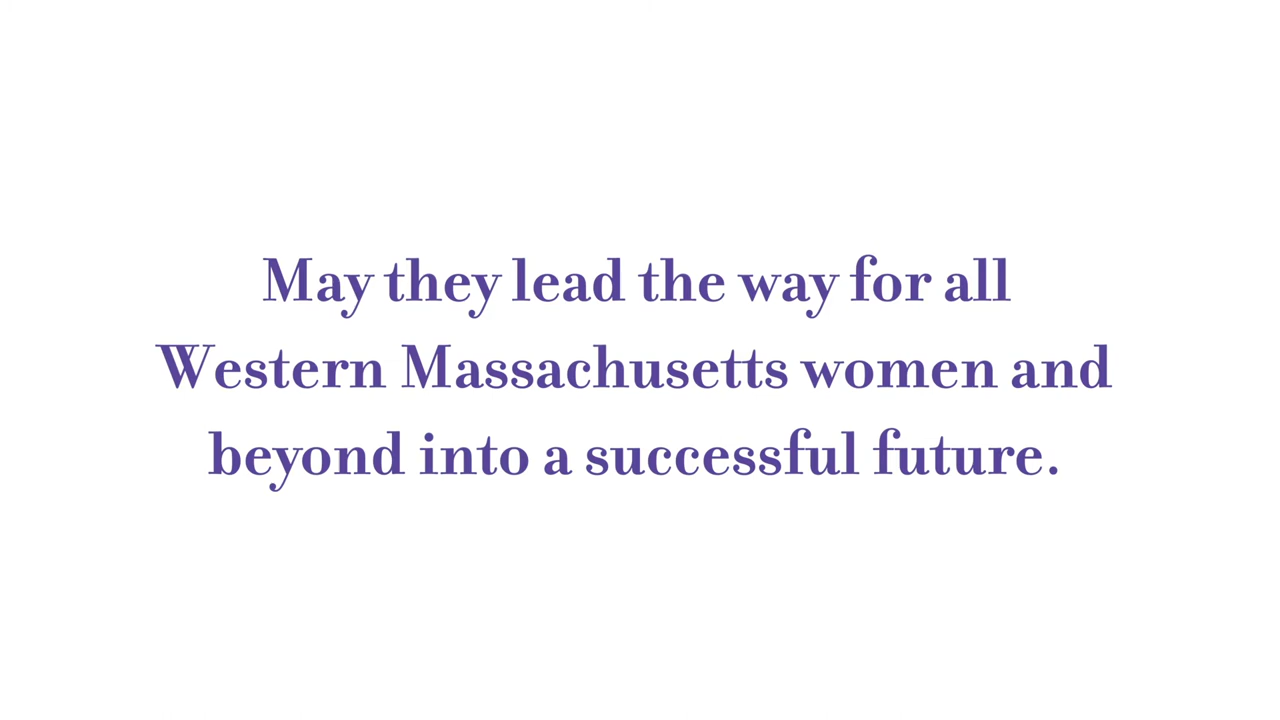 May they lead the way for all
Western Massachusetts women and
beyond into a successful future.